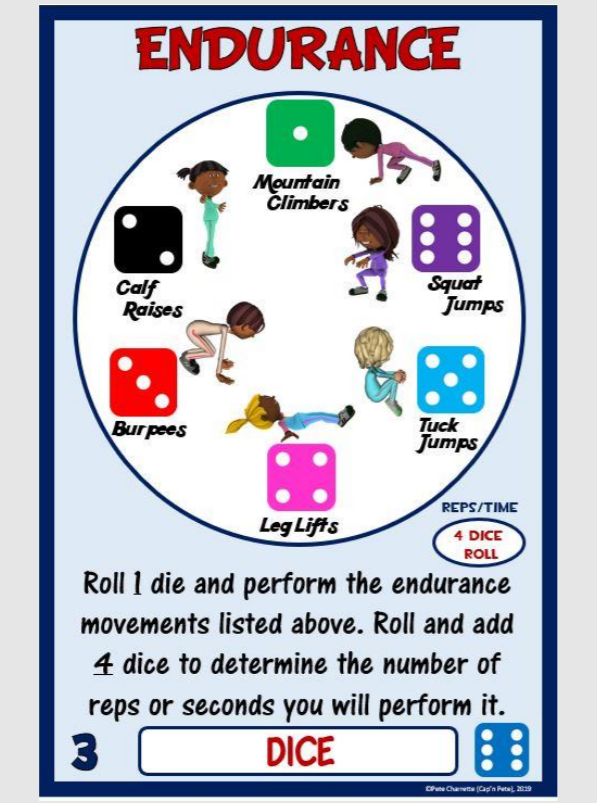 ENDURANCE
Mountain
Climbers
Calf
Raises
Squat
Jumps
Burpees
Tuck
Jumps
Leg Lifts
REPS/TIME
4 DICE
ROLL
Roll 1 die and perform the endurance
movements listed above. Roll and add
4 dice to determine the number of
reps or seconds you will perform it.
3
DICE
©Pete Charrette (Cap'n Pete), 2019